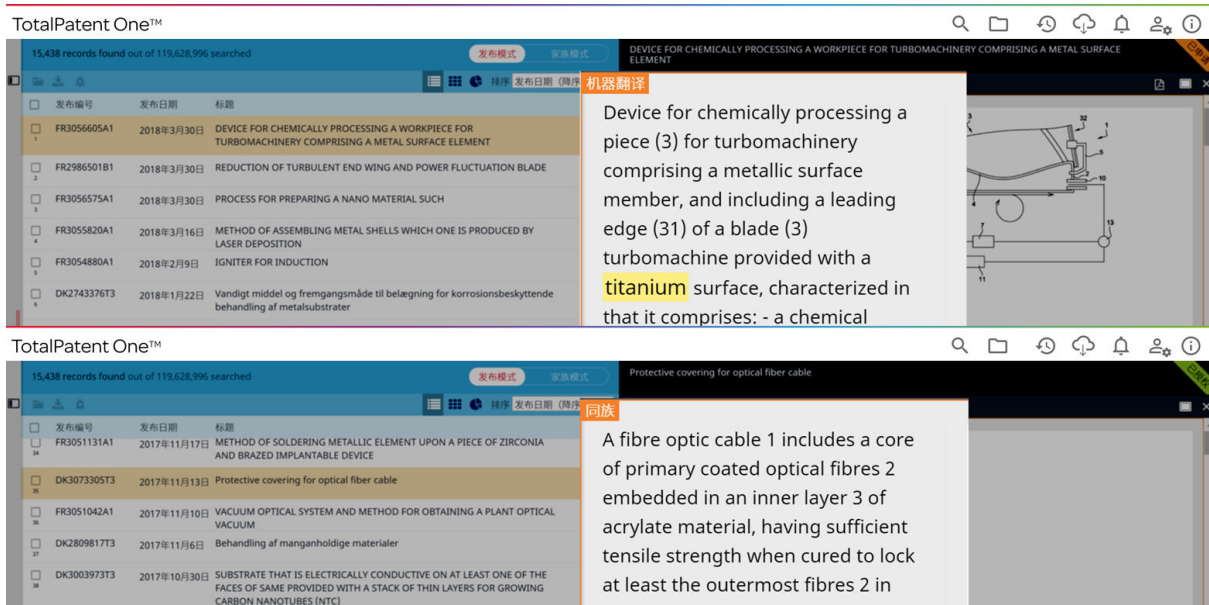 TotalPatent One™
15,438 records found out of 119,628,996 searched
发布模式
家族模式
DEVICE FOR CHEMICALLY PROCESSING A WORKPIECE FOR TURBOMACHINERY COMPRISING A METAL SURFACE
ELEMENT
排序 发布日期（降序
机器翻译
发布编号 发布日期 标题
1 FR3056605A1 2018年3月30日 DEVICE FOR CHEMICALLY PROCESSING A WORKPIECE FOR
TURBOMACHINERY COMPRISING A METAL SURFACE ELEMENT
2 FR2986501B1 2018年3月30日 REDUCTION OF TURBULENT END WING AND POWER FLUCTUATION BLADE
3 FR3056575A1 2018年3月30日 PROCESS FOR PREPARING A NANO MATERIAL SUCH
4 FR3055820A1 2018年3月16日 METHOD OF ASSEMBLING METAL SHELLS WHICH ONE IS PRODUCED BY
LASER DEPOSITION
5 FR3054880A1 2018年2月9日 IGNITER FOR INDUCTION
6 DK2743376T3 2018年1月22日 Vandigt middel og fremgangsmåde til belægning for korrosionsbeskyttende
behandling af metalsubstrater
Device for chemically processing a
piece (3) for turbomachinery
comprising a metallic surface
member, and including a leading
edge (31) of a blade (3)
turbomachine provided with a
titanium surface, characterized in
that it comprises: - a chemical
3
32
1
5
2
10
4
7
13
11
TotalPatent One™
15,438 records found out of 119,628,996 searched
发布模式
家族模式
Protective covering for optical fiber cable
排序 发布日期（降序
同族
发布编号 发布日期 标题
34 FR3051131A1 2017年11月17日 METHOD OF SOLDERING METALLIC ELEMENT UPON A PIECE OF ZIRCONIA
AND BRAZED IMPLANTABLE DEVICE
35 DK3073305T3 2017年11月13日 Protective covering for optical fiber cable
36 FR3051042A1 2017年11月10日 VACUUM OPTICAL SYSTEM AND METHOD FOR OBTAINING A PLANT OPTICAL
VACUUM
37 DK2809817T3 2017年11月6日 Behandling af manganholdige materialer
38 DK3003973T3 2017年10月30日 SUBSTRATE THAT IS ELECTRICALLY CONDUCTIVE ON AT LEAST ONE OF THE
FACES OF SAME PROVIDED WITH A STACK OF THIN LAYERS FOR GROWING
CARBON NANOTUBES (NTC)
A fibre optic cable 1 includes a core
of primary coated optical fibres 2
embedded in an inner layer 3 of
acrylate material, having sufficient
tensile strength when cured to lock
at least the outermost fibres 2 in